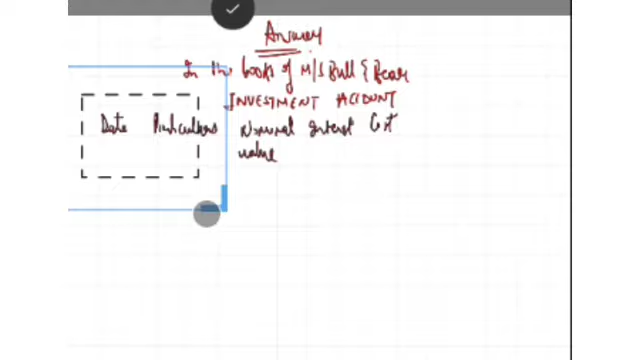 Answer
In the books of M/S Bull & Bear
INVESTMENT ACCOUNT
Date Particulars Nominal Interest Cost
value